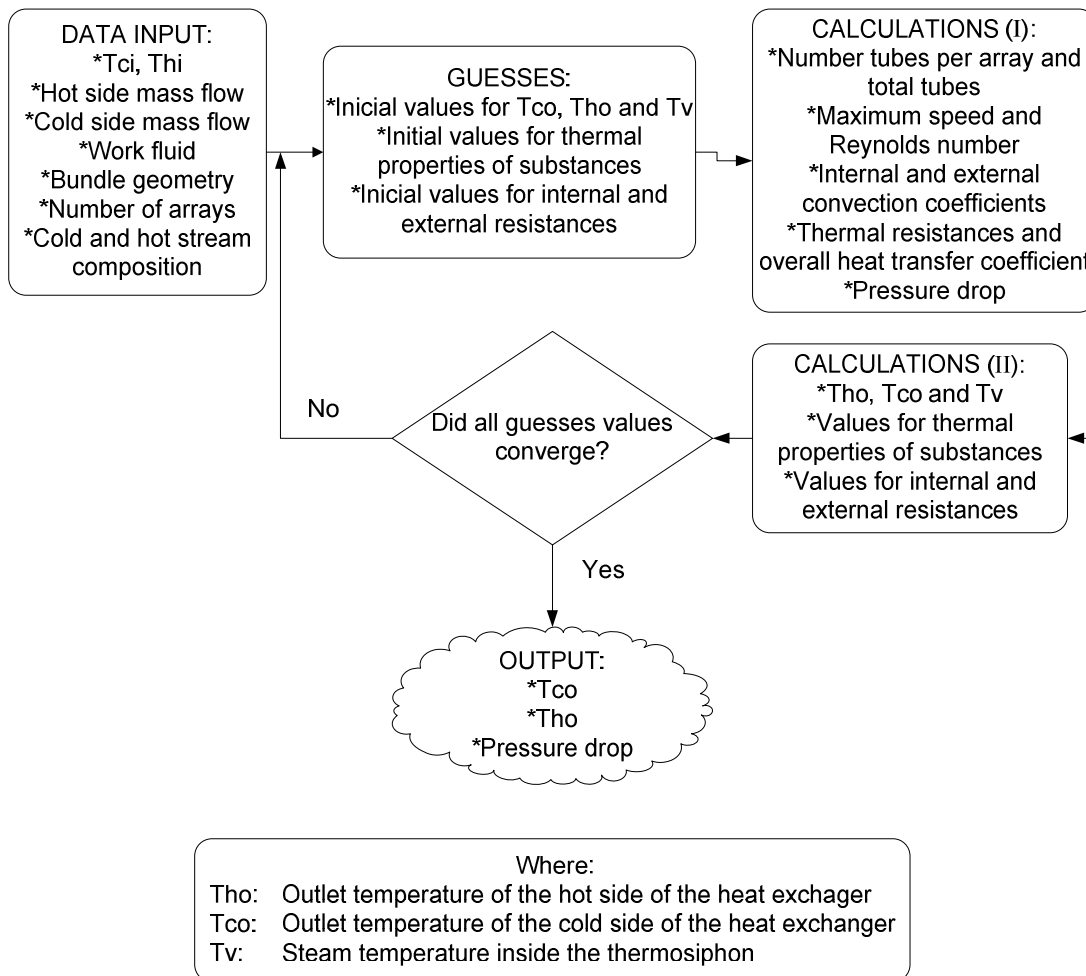 DATA INPUT:
*Tci, Thi
*Hot side mass flow
*Cold side mass flow
*Work fluid
*Bundle geometry
*Number of arrays
*Cold and hot stream
composition
GUESSES:
*Inicial values for Tco, Tho and Tv
*Initial values for thermal
properties of substances
*Inicial values for internal and
external resistances
CALCULATIONS (I):
*Number tubes per array and
total tubes
*Maximum speed and
Reynolds number
*Internal and external
convection coefficients
*Thermal resistances and
overall heat transfer coefficient
*Pressure drop
CALCULATIONS (II):
*Tho, Tco and Tv
*Values for thermal
properties of substances
*Values for internal and
external resistances
Did all guesses values
converge?
No
Yes
OUTPUT:
*Tco
*Tho
*Pressure drop
Where:
Tho: Outlet temperature of the hot side of the heat exchager
Tco: Outlet temperature of the cold side of the heat exchanger
Tv: Steam temperature inside the thermosiphon